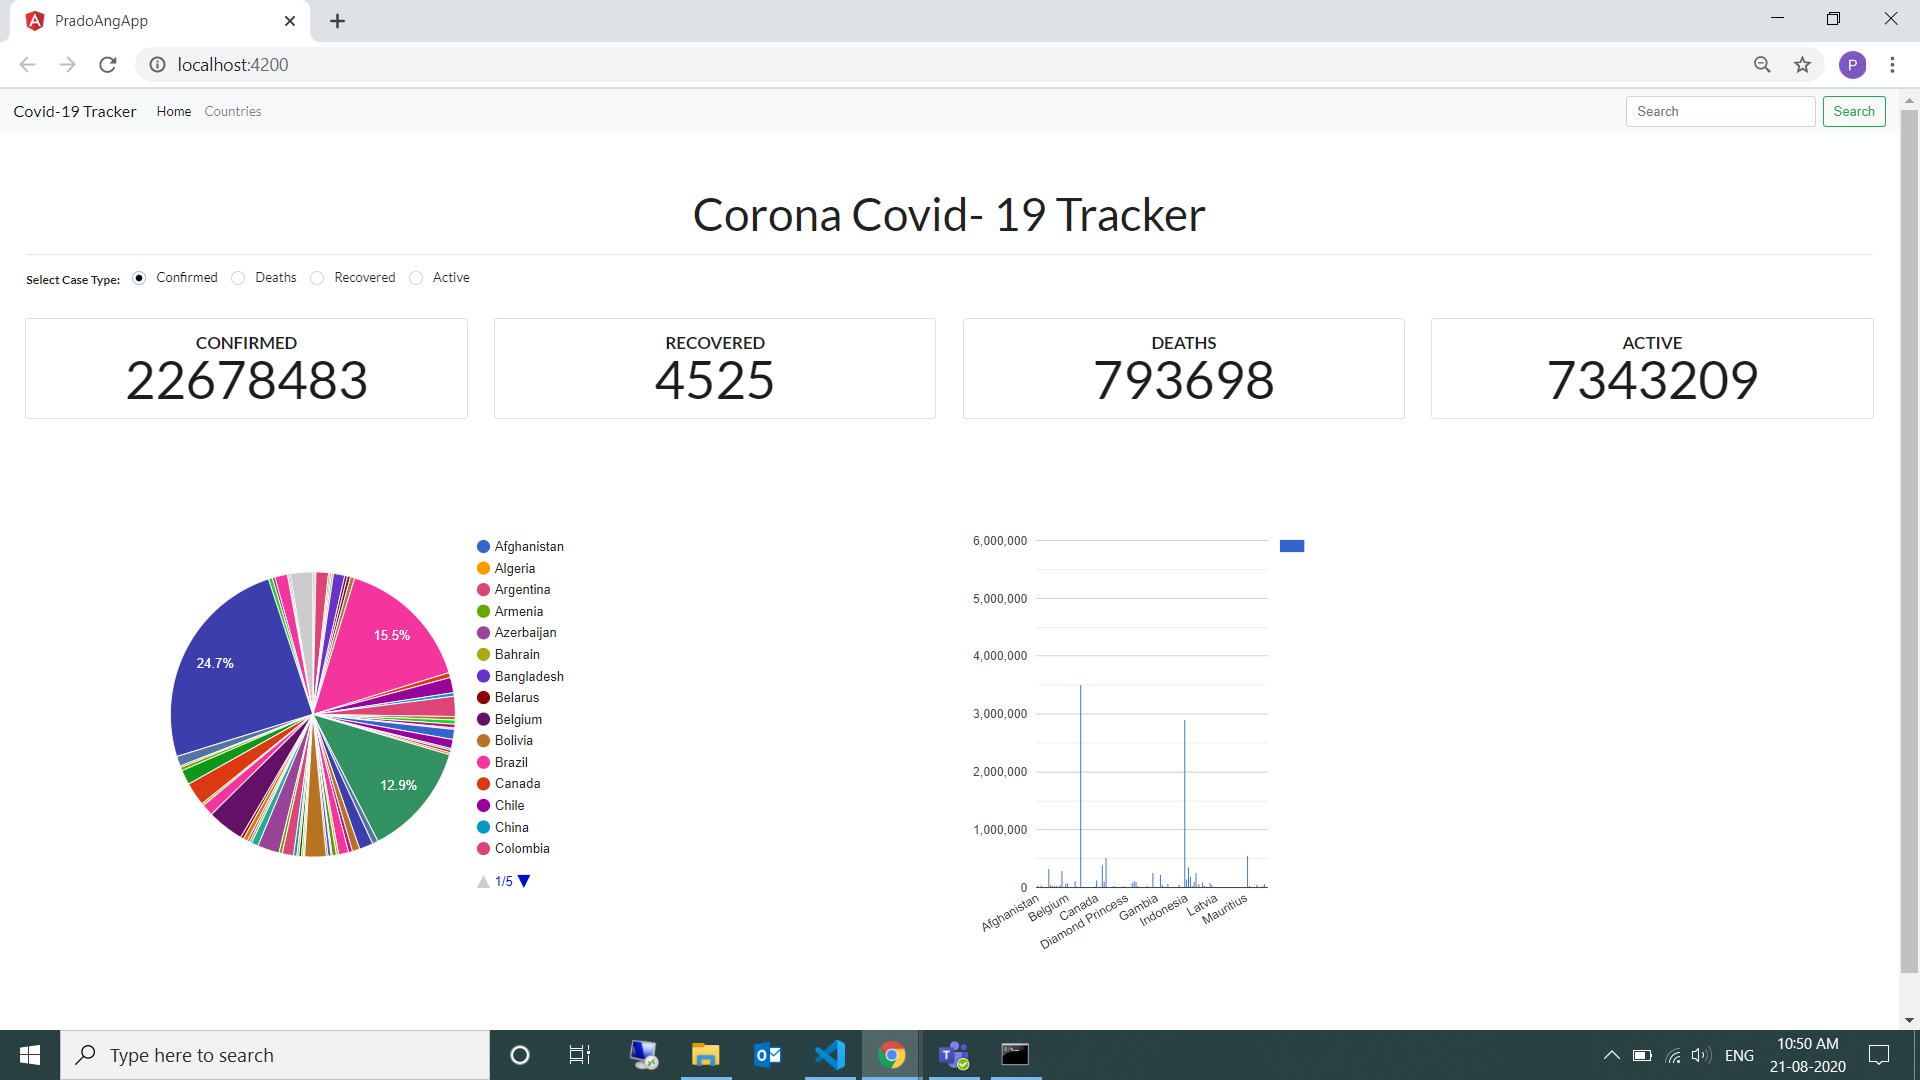 PradoAngApp
localhost:4200
P
Covid-19 Tracker Home Countries Search Search
Corona Covid- 19 Tracker
Select Case Type: Confirmed Deaths Recovered Active
CONFIRMED
22678483
RECOVERED
4525
DEATHS
793698
ACTIVE
7343209
15.5%
24.7%
12.9%
Afghanistan
Algeria
Argentina
Armenia
Azerbaijan
Bahrain
Bangladesh
Belarus
Belgium
Bolivia
Brazil
Canada
Chile
China
Colombia
1/5
6,000,000
5,000,000
4,000,000
3,000,000
2,000,000
1,000,000
0
Afghanistan
Belgium
Canada
Diamond Princess
Gambia
Indonesia
Latvia
Mauritius
Type here to search
ENG
10:50 AM
21-08-2020